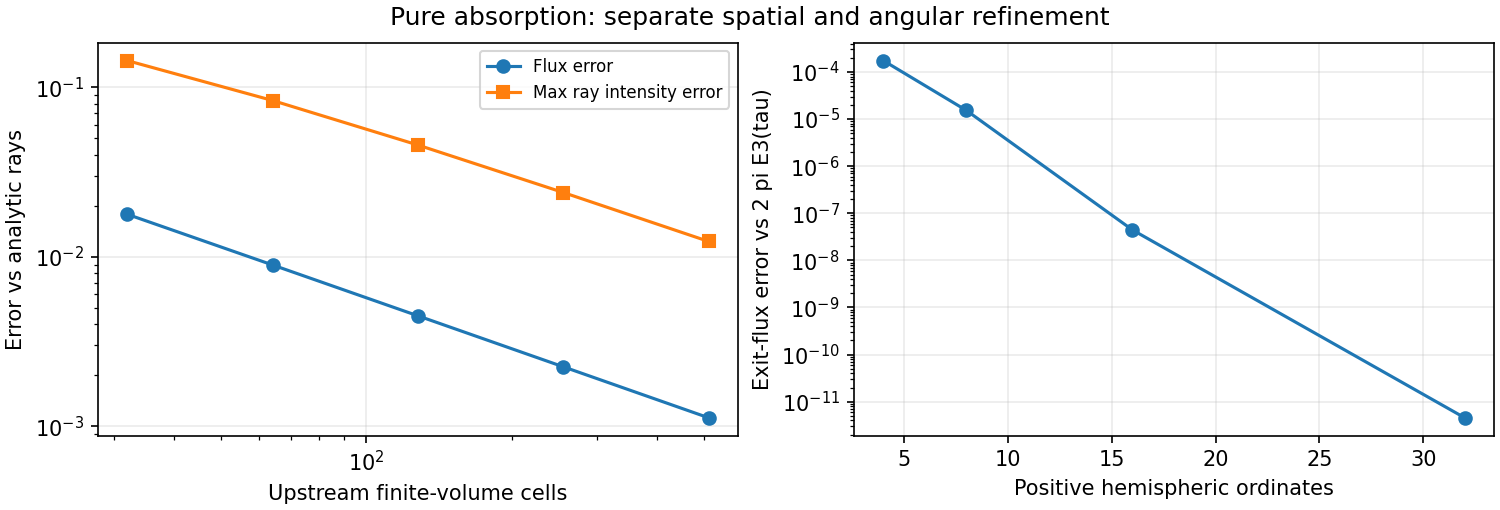 Pure absorption: separate spatial and angular refinement
Error vs analytic rays
10⁻¹
10⁻²
10⁻³
Flux error
Max ray intensity error
10²
Upstream finite-volume cells
Exit-flux error vs 2 pi E3(tau)
10⁻⁴
10⁻⁵
10⁻⁶
10⁻⁷
10⁻⁸
10⁻⁹
10⁻¹⁰
10⁻¹¹
5 10 15 20 25 30
Positive hemispheric ordinates